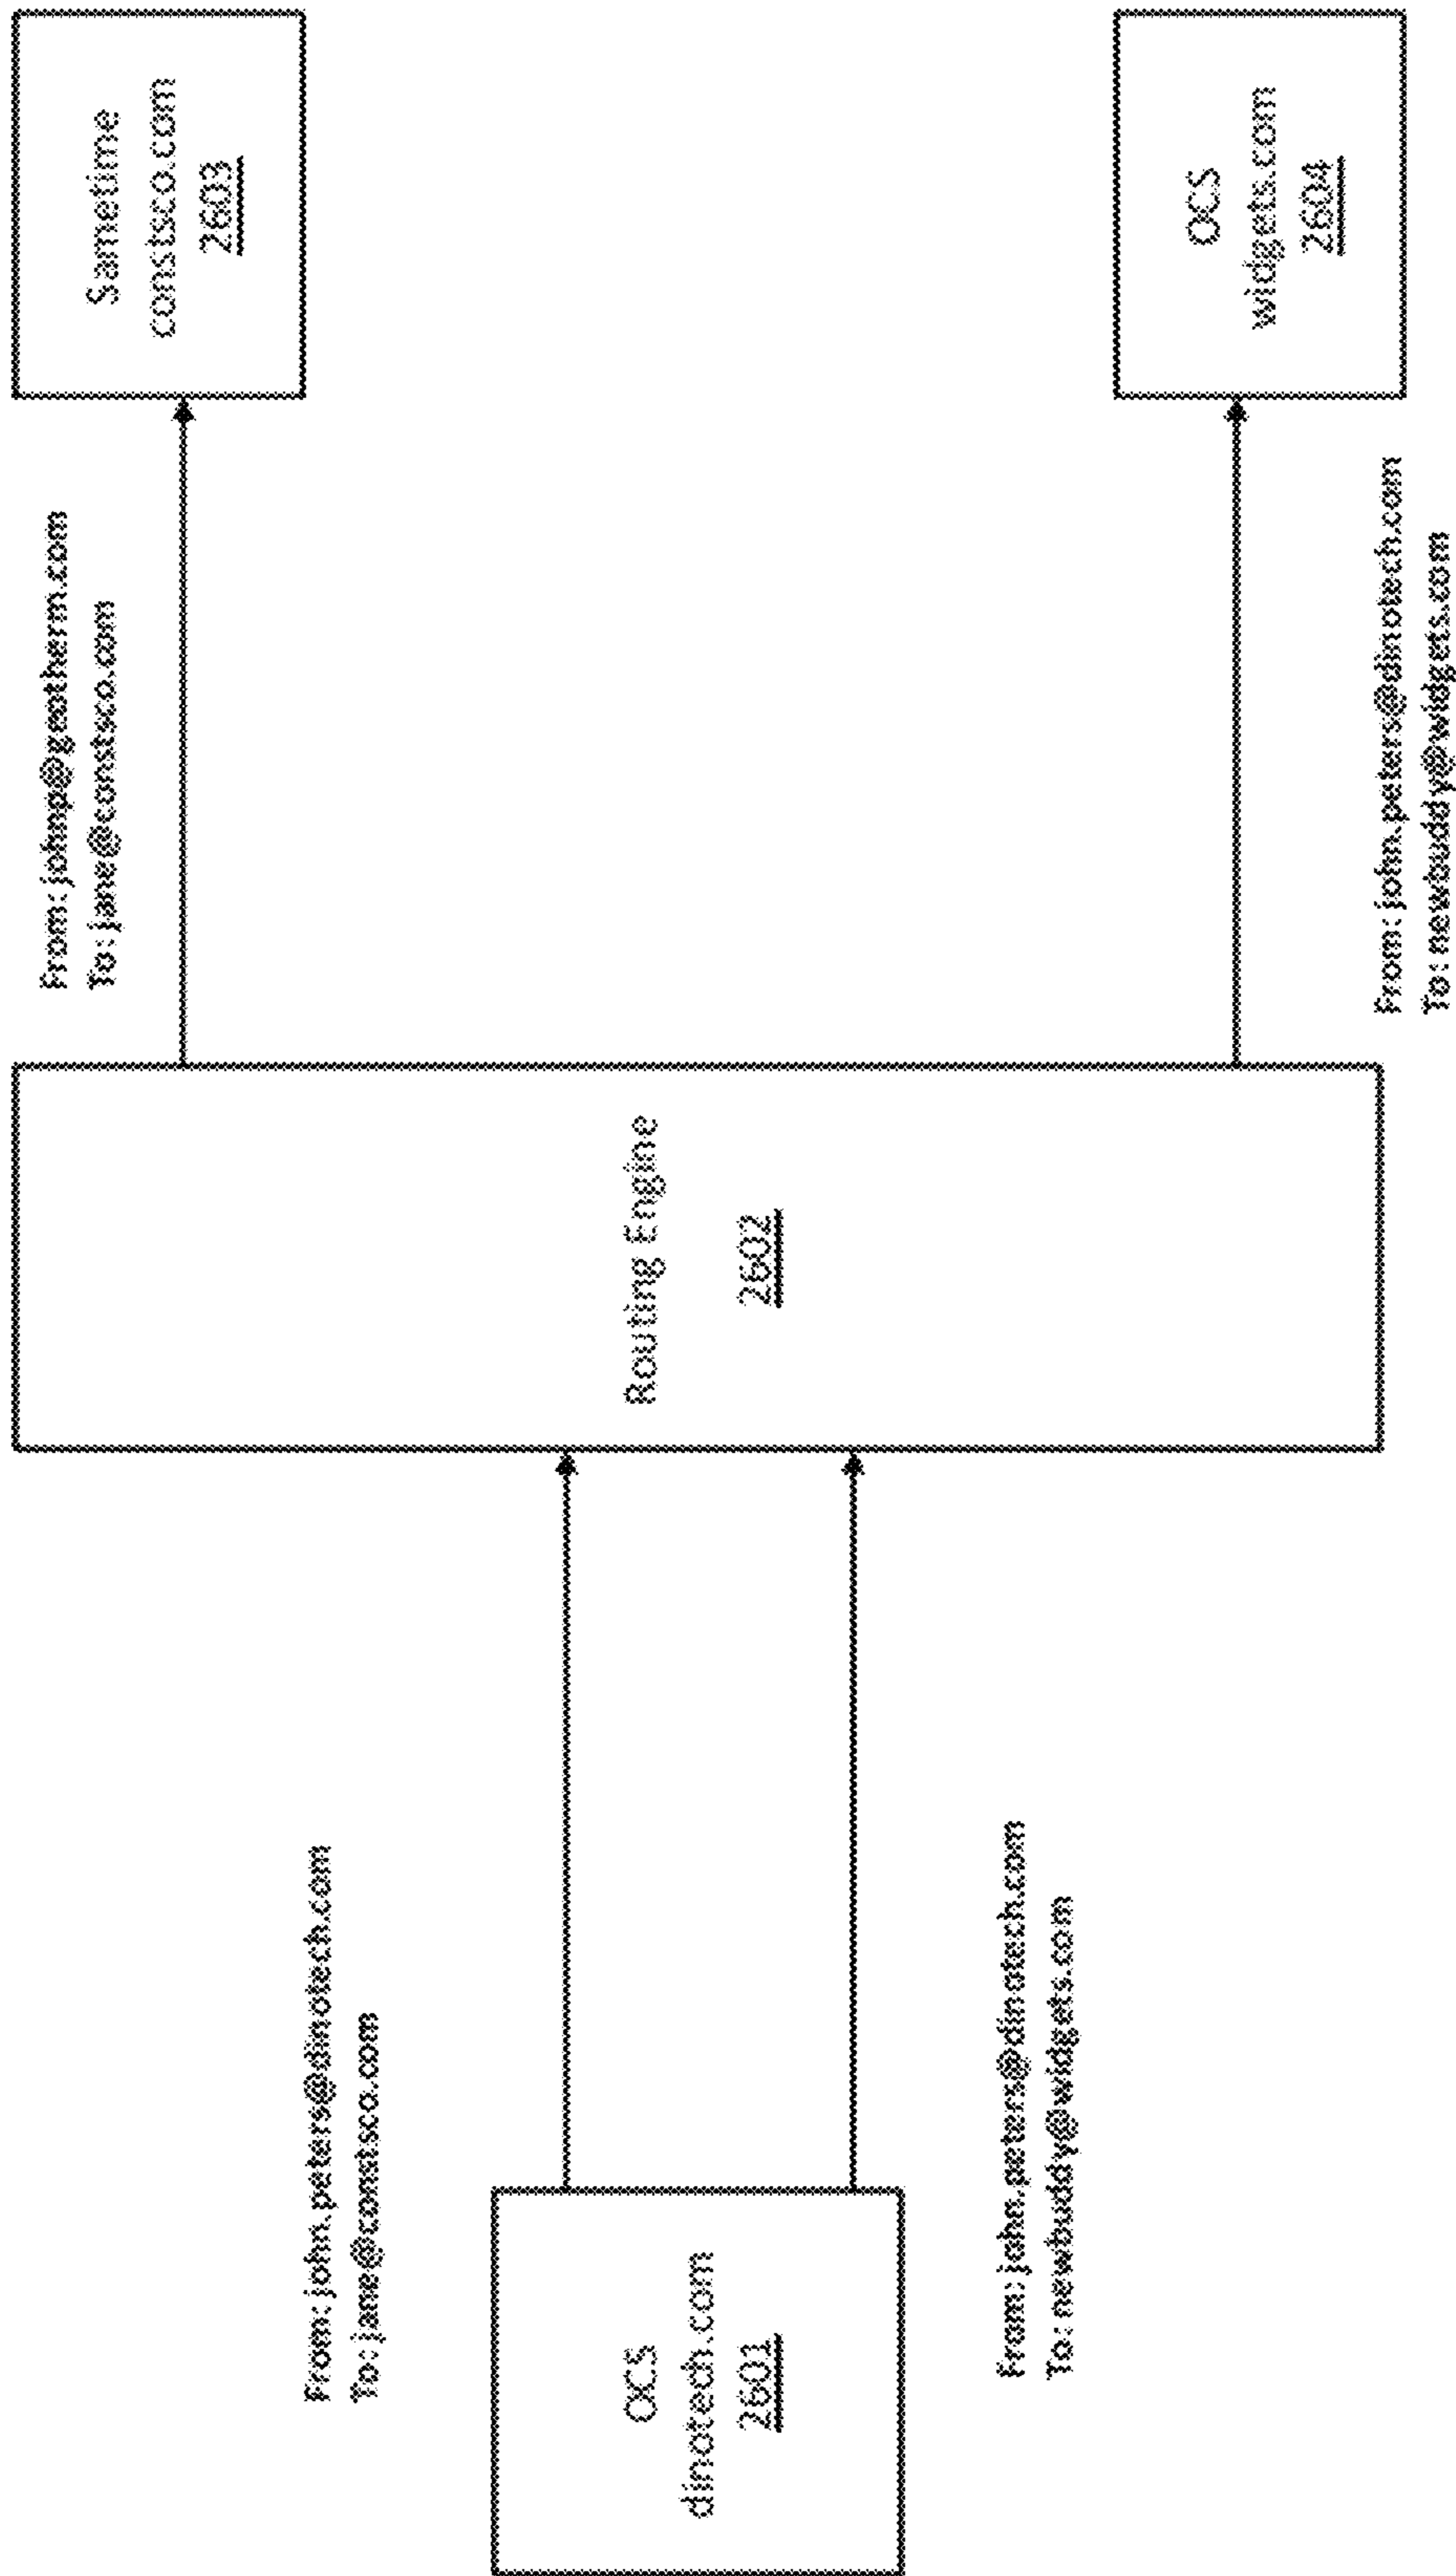 OCS
dinotech.com
2601
From: john.peters@dinotech.com
To: jane@constsco.com
From: john.peters@dinotech.com
To: newbuddy@widgets.com
Routing Engine
2602
From: johnp@geotherm.com
To: jane@constsco.com
From: john.peters@dinotech.com
To: newbuddy@widgets.com
Sametime
constsco.com
2603
OCS
widgets.com
2604